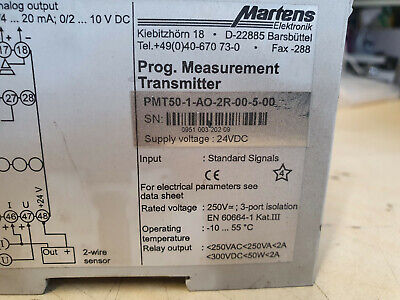 nalog output
/4 ... 20 mA; 0/2 ... 10 V DC
17 18
27 28
I U +24 V
46 47 48
I
U
Out +
2-wire
sensor
Martens
Elektronik
Kiebitzhörn 18 • D-22885 Barsbüttel
Tel.+49(0)40-670 73-0 • Fax -288
Prog. Measurement
Transmitter
PMT50-1-AO-2R-00-5-00
SN:
0951 003 202 09
Supply voltage : 24VDC
Input : Standard Signals
CE 4
For electrical parameters see
data sheet
Rated voltage : 250V≂; 3-port isolation
EN 60664-1 Kat.III
Operating : -10 ... 55 °C
temperature
Relay output : <250VAC<250VA<2A
<300VDC<50W<2A